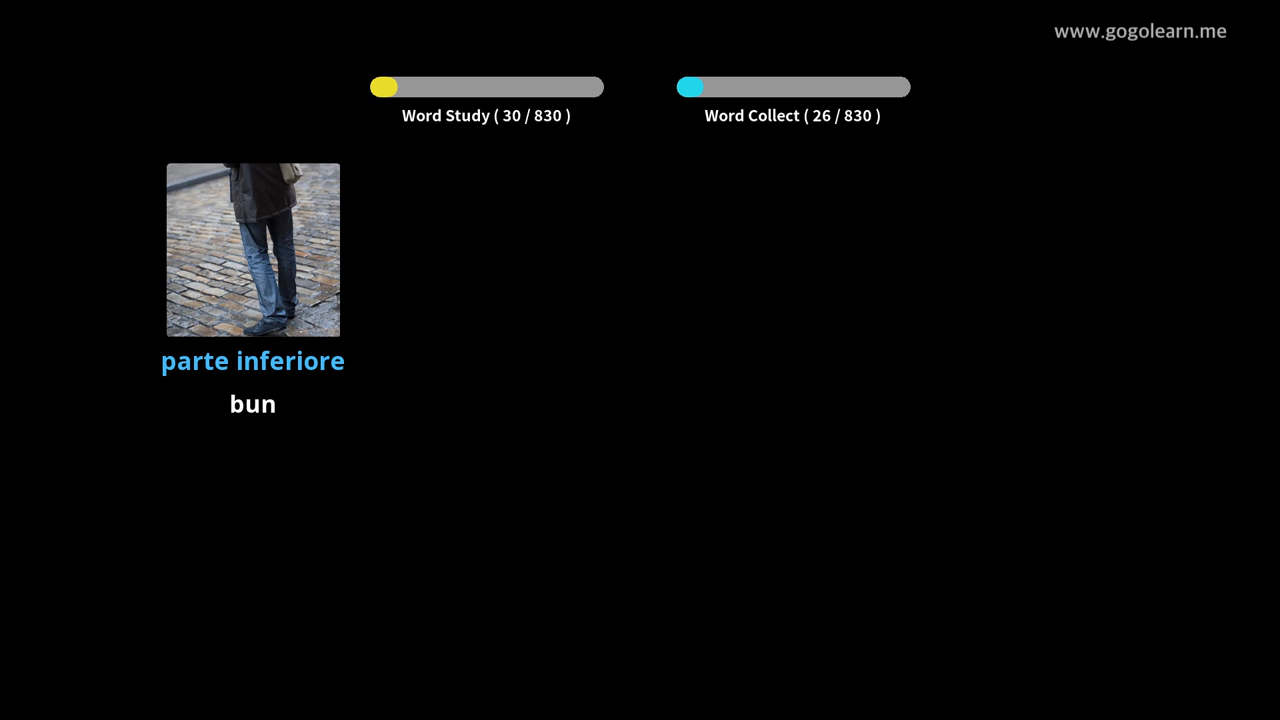 www.gogolearn.me
Word Study ( 30 / 830 )
Word Collect ( 26 / 830 )
parte inferiore
bun